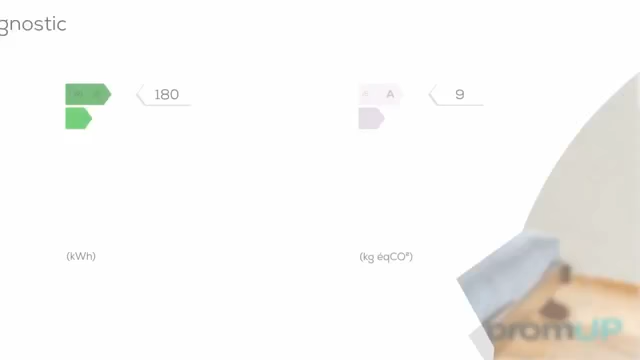 gnostic
A
180
A
9
(kWh)
(kg éqCO²)
promUP